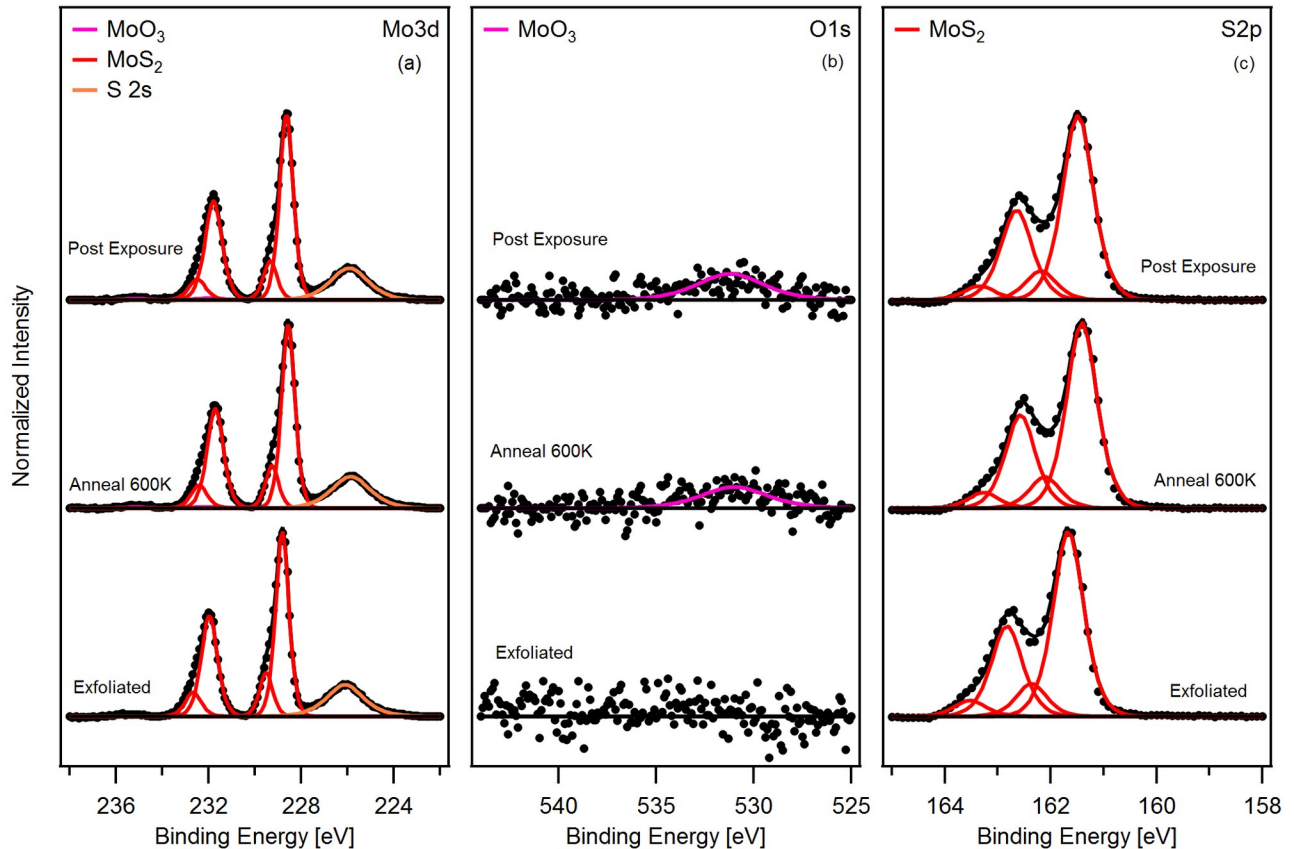 Normalized Intensity
MoO3
MoS2
S 2s
Mo3d
(a)
Post Exposure
Anneal 600K
Exfoliated
236
232
228
224
Binding Energy [eV]
MoO3
O1s
(b)
Post Exposure
Anneal 600K
Exfoliated
540
535
530
525
Binding Energy [eV]
MoS2
S2p
(c)
Post Exposure
Anneal 600K
Exfoliated
164
162
160
158
Binding Energy [eV]